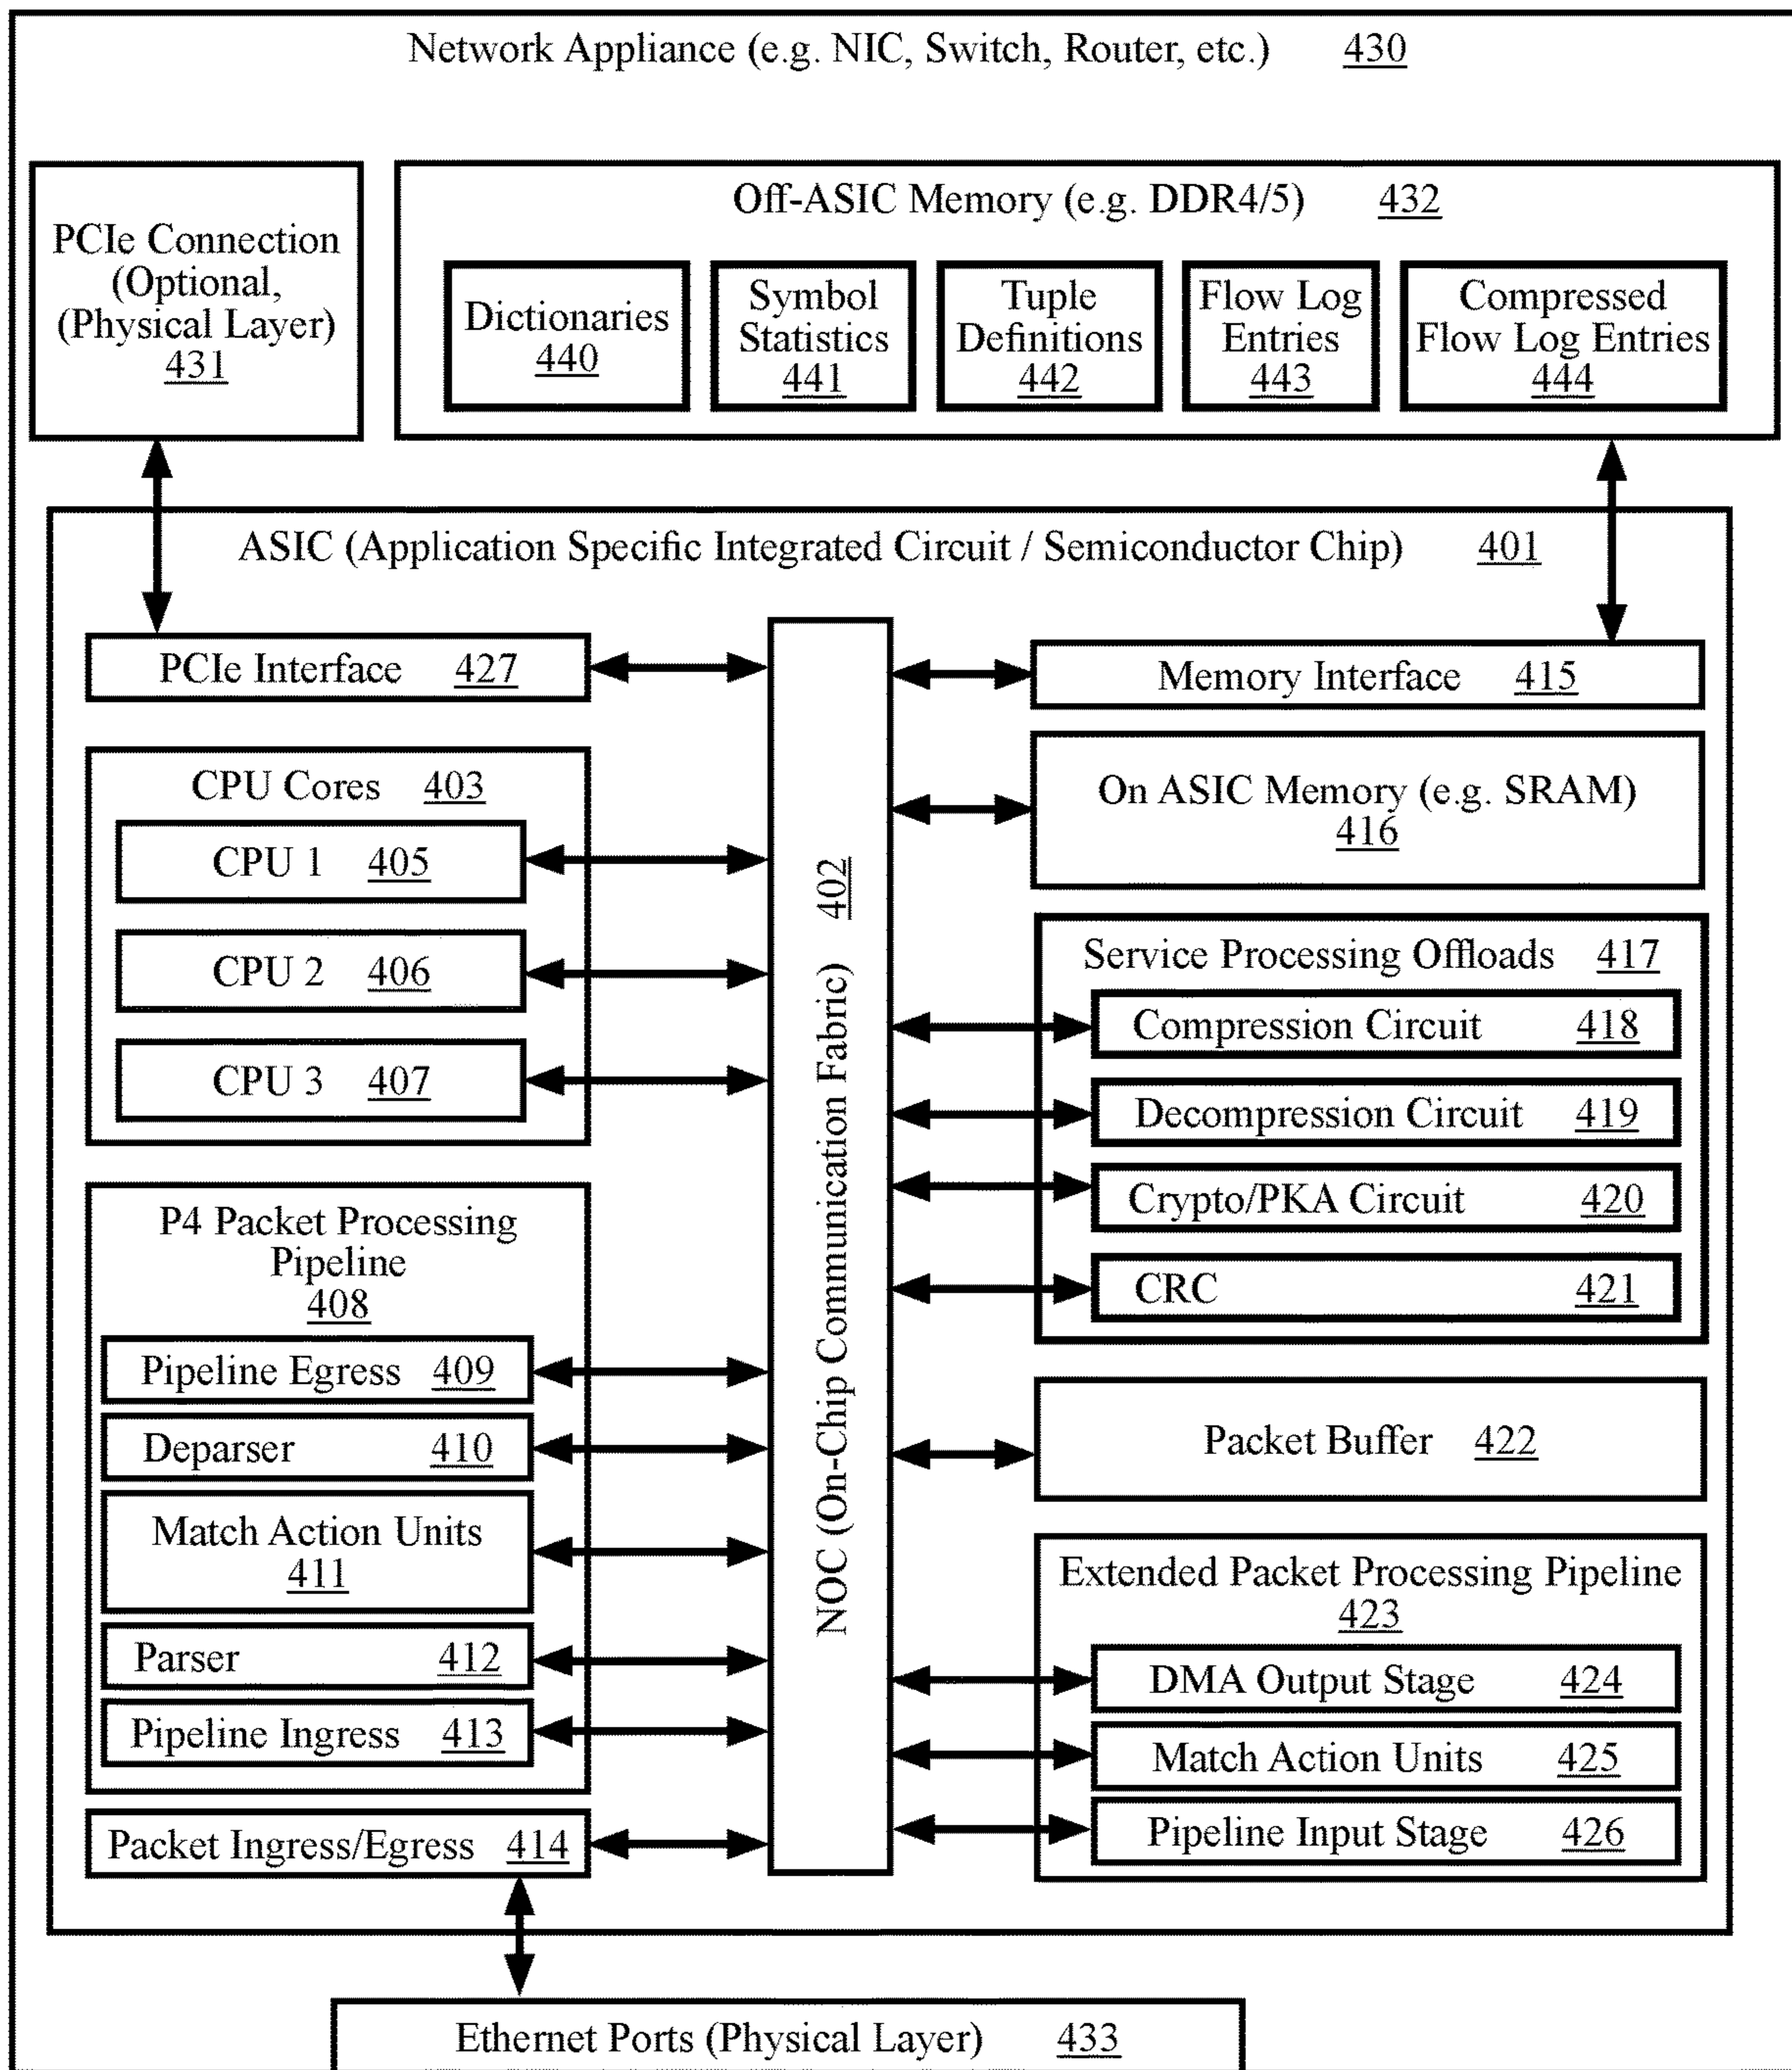 Network Appliance (e.g. NIC, Switch, Router, etc.) 430
PCIe Connection
(Optional,
(Physical Layer)
431
Off-ASIC Memory (e.g. DDR4/5) 432
Dictionaries
440
Symbol
Statistics
441
Tuple
Definitions
442
Flow Log
Entries
443
Compressed
Flow Log Entries
444
ASIC (Application Specific Integrated Circuit / Semiconductor Chip) 401
PCIe Interface 427
CPU Cores 403
CPU 1 405
CPU 2 406
CPU 3 407
P4 Packet Processing
Pipeline
408
Pipeline Egress 409
Deparser 410
Match Action Units
411
Parser 412
Pipeline Ingress 413
Packet Ingress/Egress 414
NOC (On-Chip Communication Fabric) 402
Memory Interface 415
On ASIC Memory (e.g. SRAM)
416
Service Processing Offloads 417
Compression Circuit 418
Decompression Circuit 419
Crypto/PKA Circuit 420
CRC 421
Packet Buffer 422
Extended Packet Processing Pipeline
423
DMA Output Stage 424
Match Action Units 425
Pipeline Input Stage 426
Ethernet Ports (Physical Layer) 433